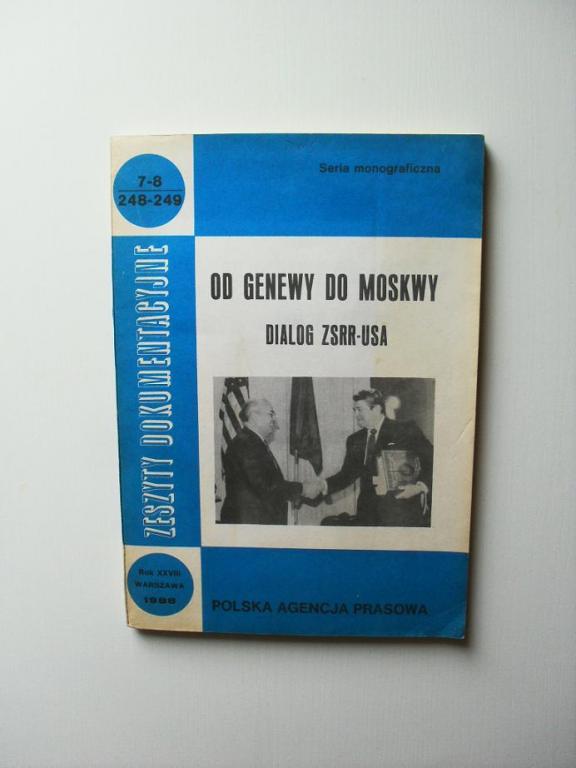 7-8
248-249
Seria monograficzna
ZESZYTY DOKUMENTACYJNE
OD GENEWY DO MOSKWY
DIALOG ZSRR-USA
Rok XXVIII
WARSZAWA
1988
POLSKA AGENCJA PRASOWA